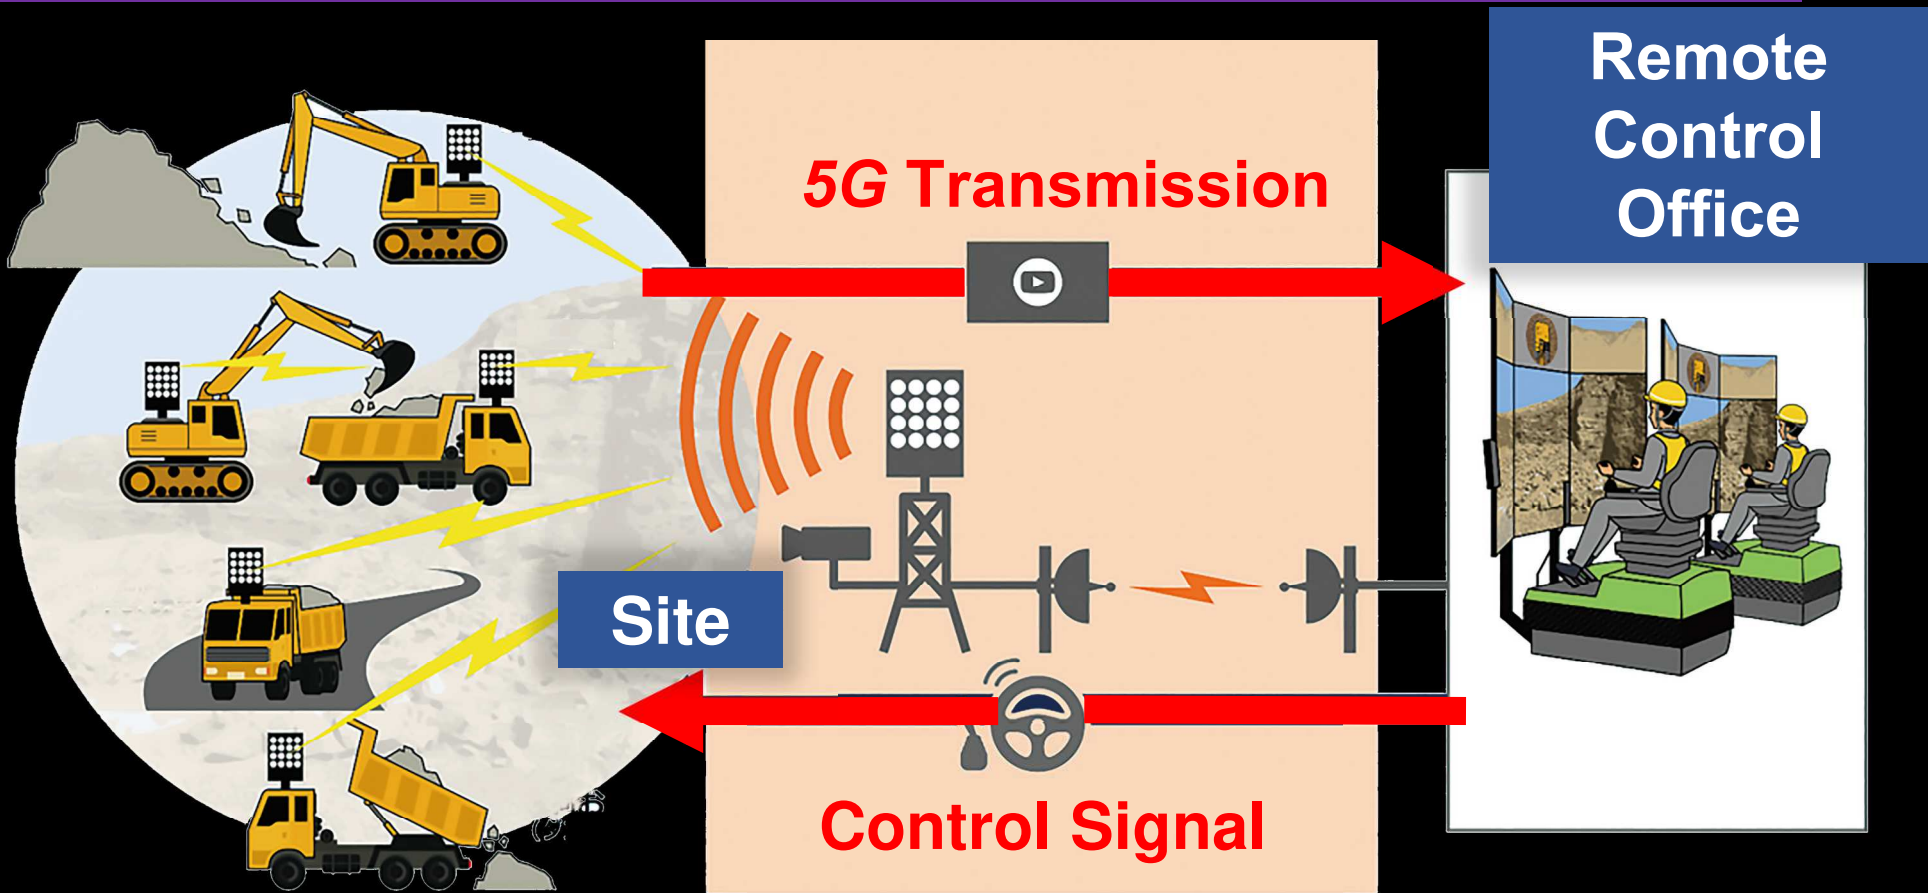 Remote
Control
Office
5G Transmission
Site
Control Signal